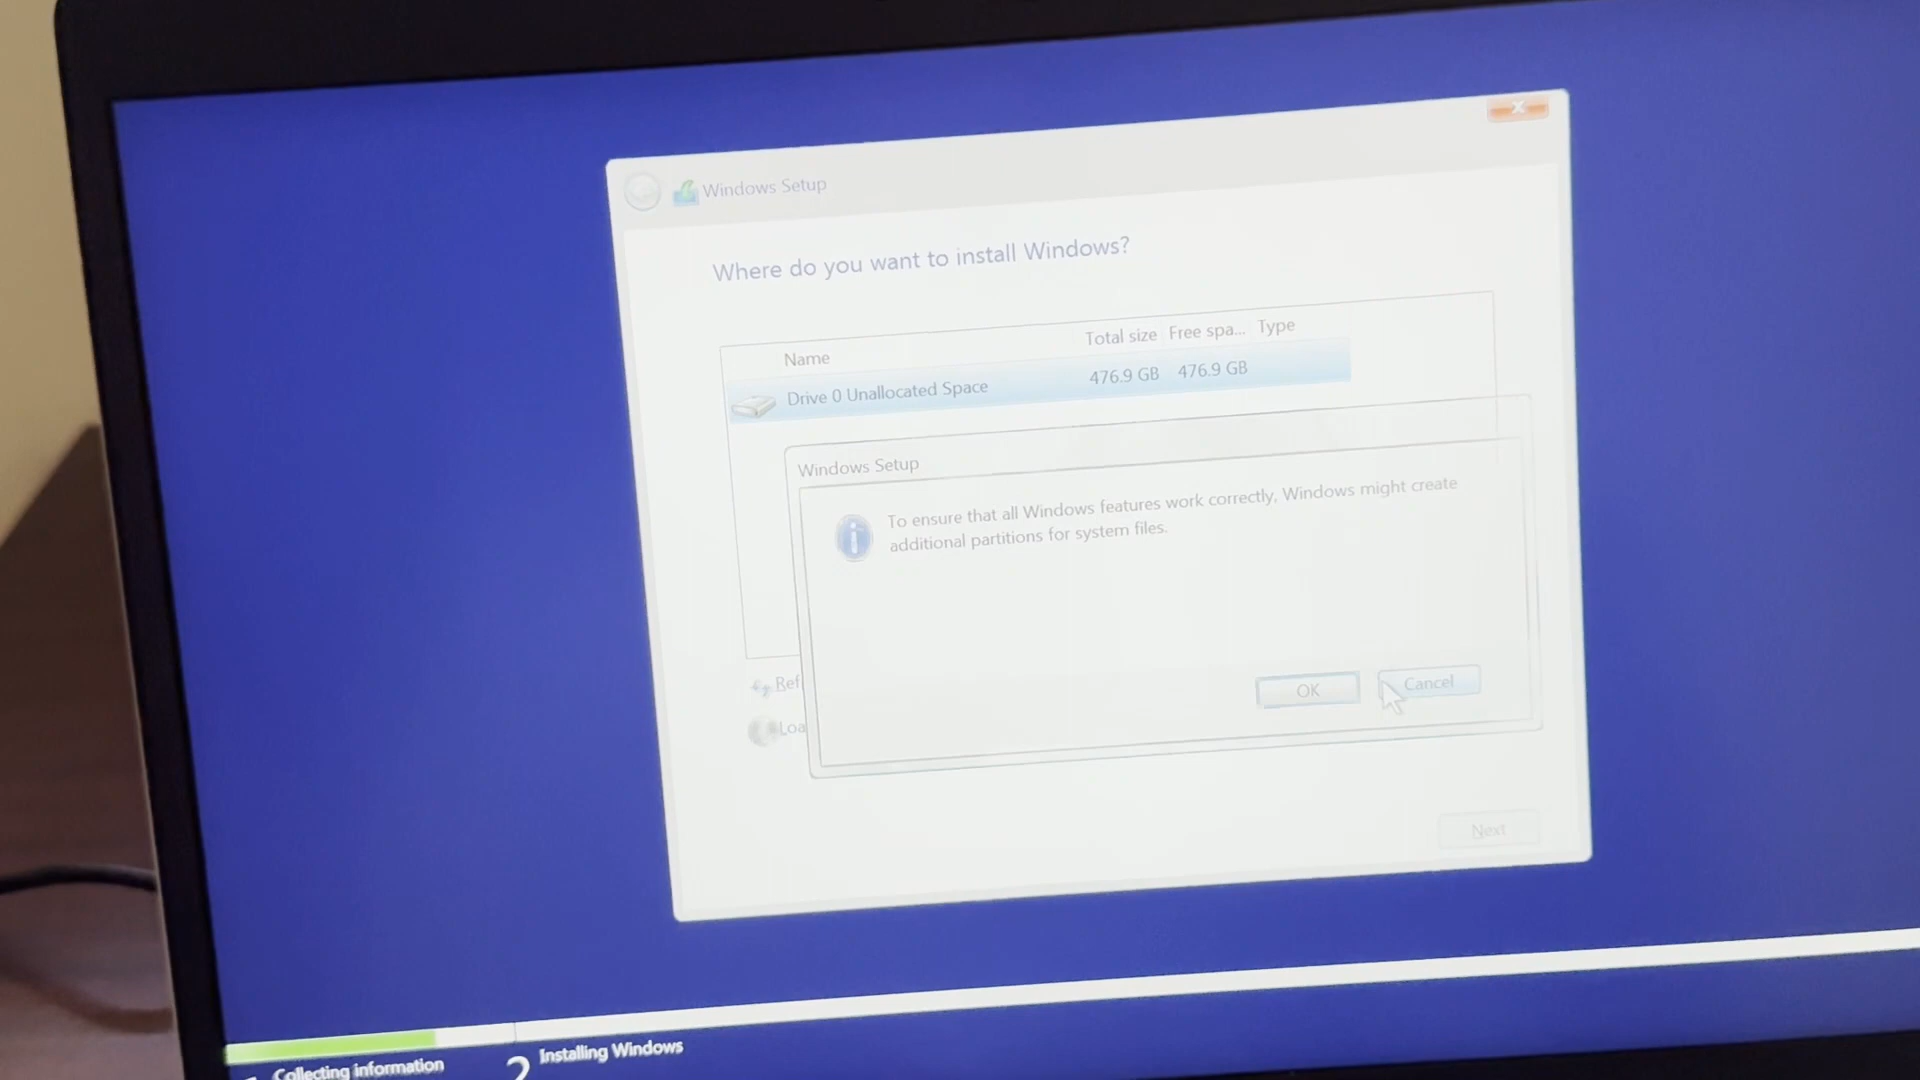 Windows Setup
Where do you want to install Windows?
Name Total size Free spa... Type
Drive 0 Unallocated Space 476.9 GB 476.9 GB
Windows Setup
To ensure that all Windows features work correctly, Windows might create
additional partitions for system files.
OK Cancel
Ref
Loa
Next
Collecting information
2 Installing Windows